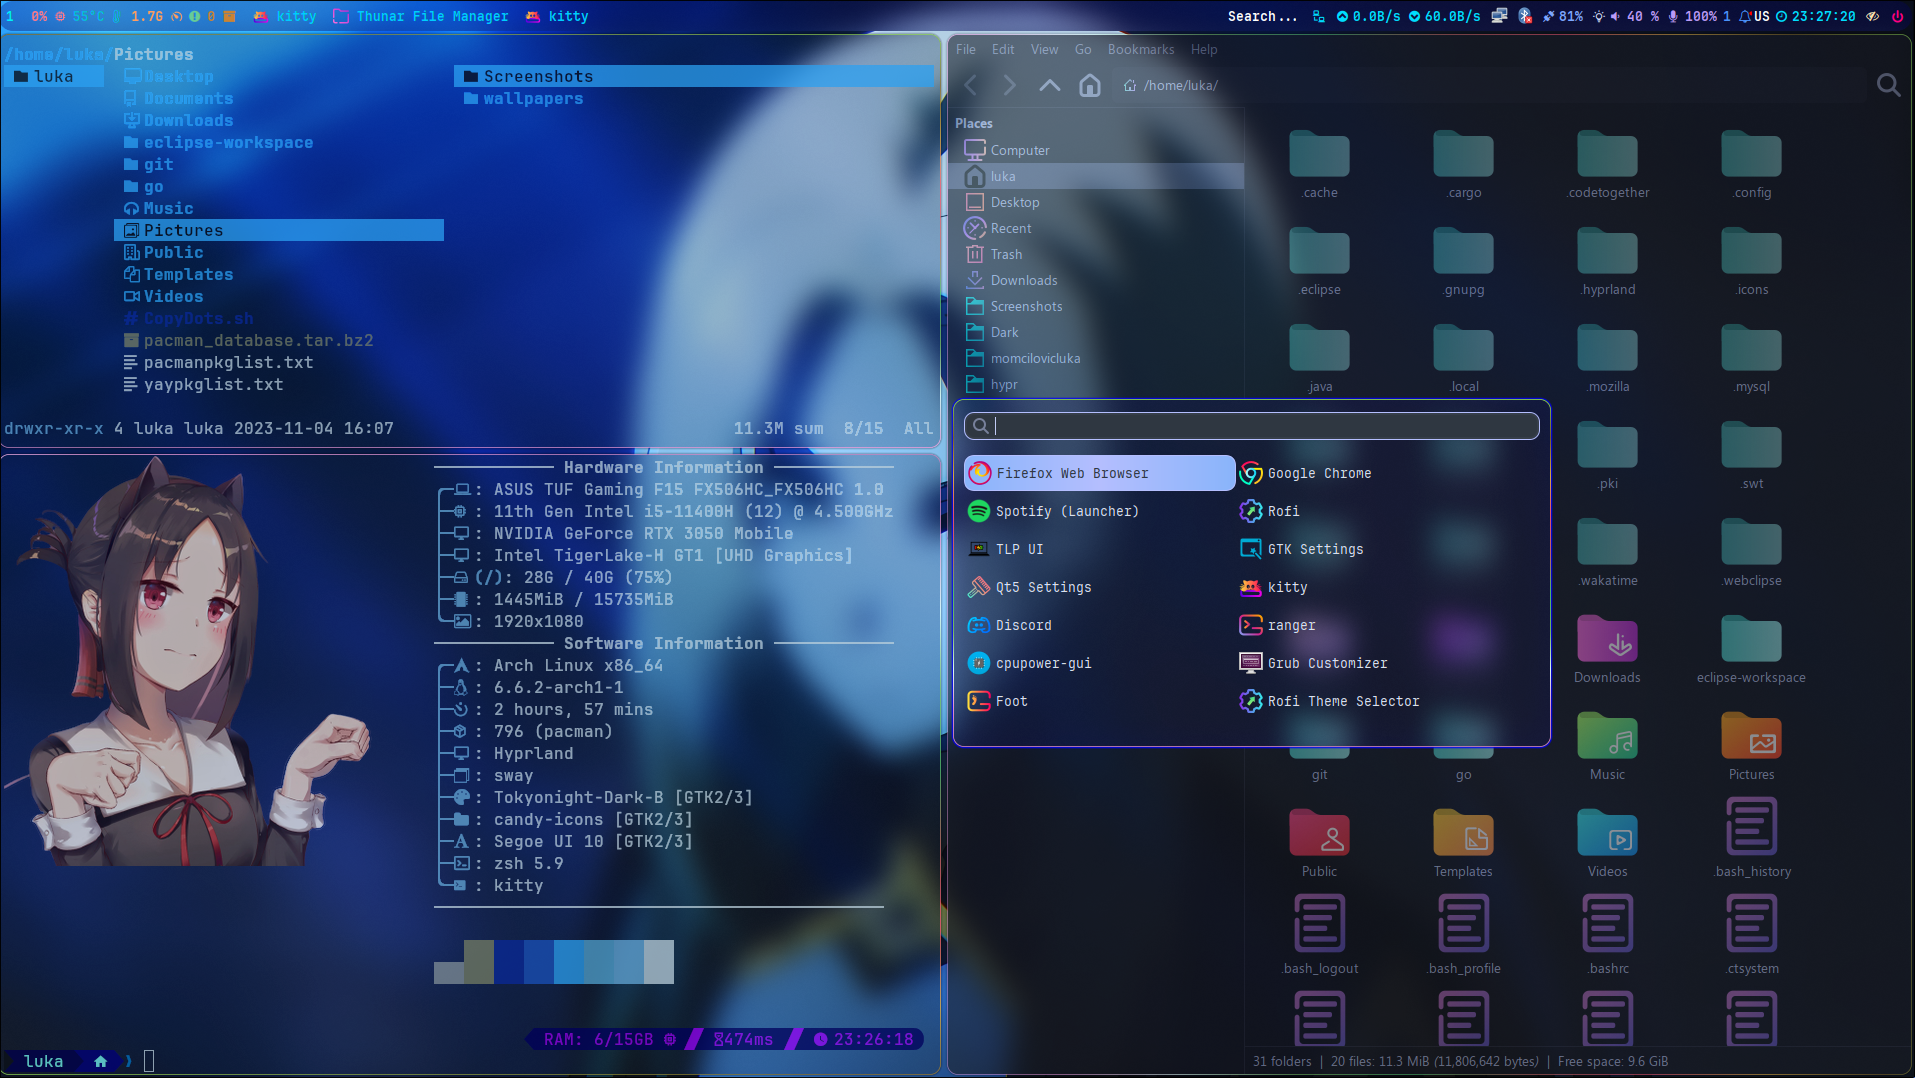 1 0% 55°C 1.7G 0 kitty Thunar File Manager kitty
Search... 0.0B/s 60.0B/s 81% 40 % 100% 1 US 23:27:20
/home/luka/Pictures
luka
Desktop
Documents
Downloads
eclipse-workspace
git
go
Music
Pictures
Public
Templates
Videos
CopyDots.sh
pacman_database.tar.bz2
pacmanpkglist.txt
yaypkglist.txt
Screenshots
wallpapers
drwxr-xr-x 4 luka luka 2023-11-04 16:07 11.3M sum 8/15 All
Hardware Information
: ASUS TUF Gaming F15 FX506HC_FX506HC 1.0
: 11th Gen Intel i5-11400H (12) @ 4.500GHz
: NVIDIA GeForce RTX 3050 Mobile
: Intel TigerLake-H GT1 [UHD Graphics]
(/): 28G / 40G (75%)
: 1445MiB / 15735MiB
: 1920x1080
Software Information
: Arch Linux x86_64
: 6.6.2-arch1-1
: 2 hours, 57 mins
: 796 (pacman)
: Hyprland
: sway
: Tokyonight-Dark-B [GTK2/3]
: candy-icons [GTK2/3]
: Segoe UI 10 [GTK2/3]
: zsh 5.9
: kitty
RAM: 6/15GB 474ms 23:26:18
luka
File Edit View Go Bookmarks Help
/home/luka/
Places
Computer
luka
Desktop
Recent
Trash
Downloads
Screenshots
Dark
momcilovicluka
hypr
.cache .cargo .codetogether .config
.eclipse .gnupg .hyprland .icons
.java .local .mozilla .mysql
.pki .swt
.wakatime .webclipse
Downloads eclipse-workspace
git go Music Pictures
Public Templates Videos .bash_history
.bash_logout .bash_profile .bashrc .ctsystem
Firefox Web Browser Google Chrome
Spotify (Launcher) Rofi
TLP UI GTK Settings
Qt5 Settings kitty
Discord ranger
cpupower-gui Grub Customizer
Foot Rofi Theme Selector
31 folders | 20 files: 11.3 MiB (11,806,642 bytes) | Free space: 9.6 GiB